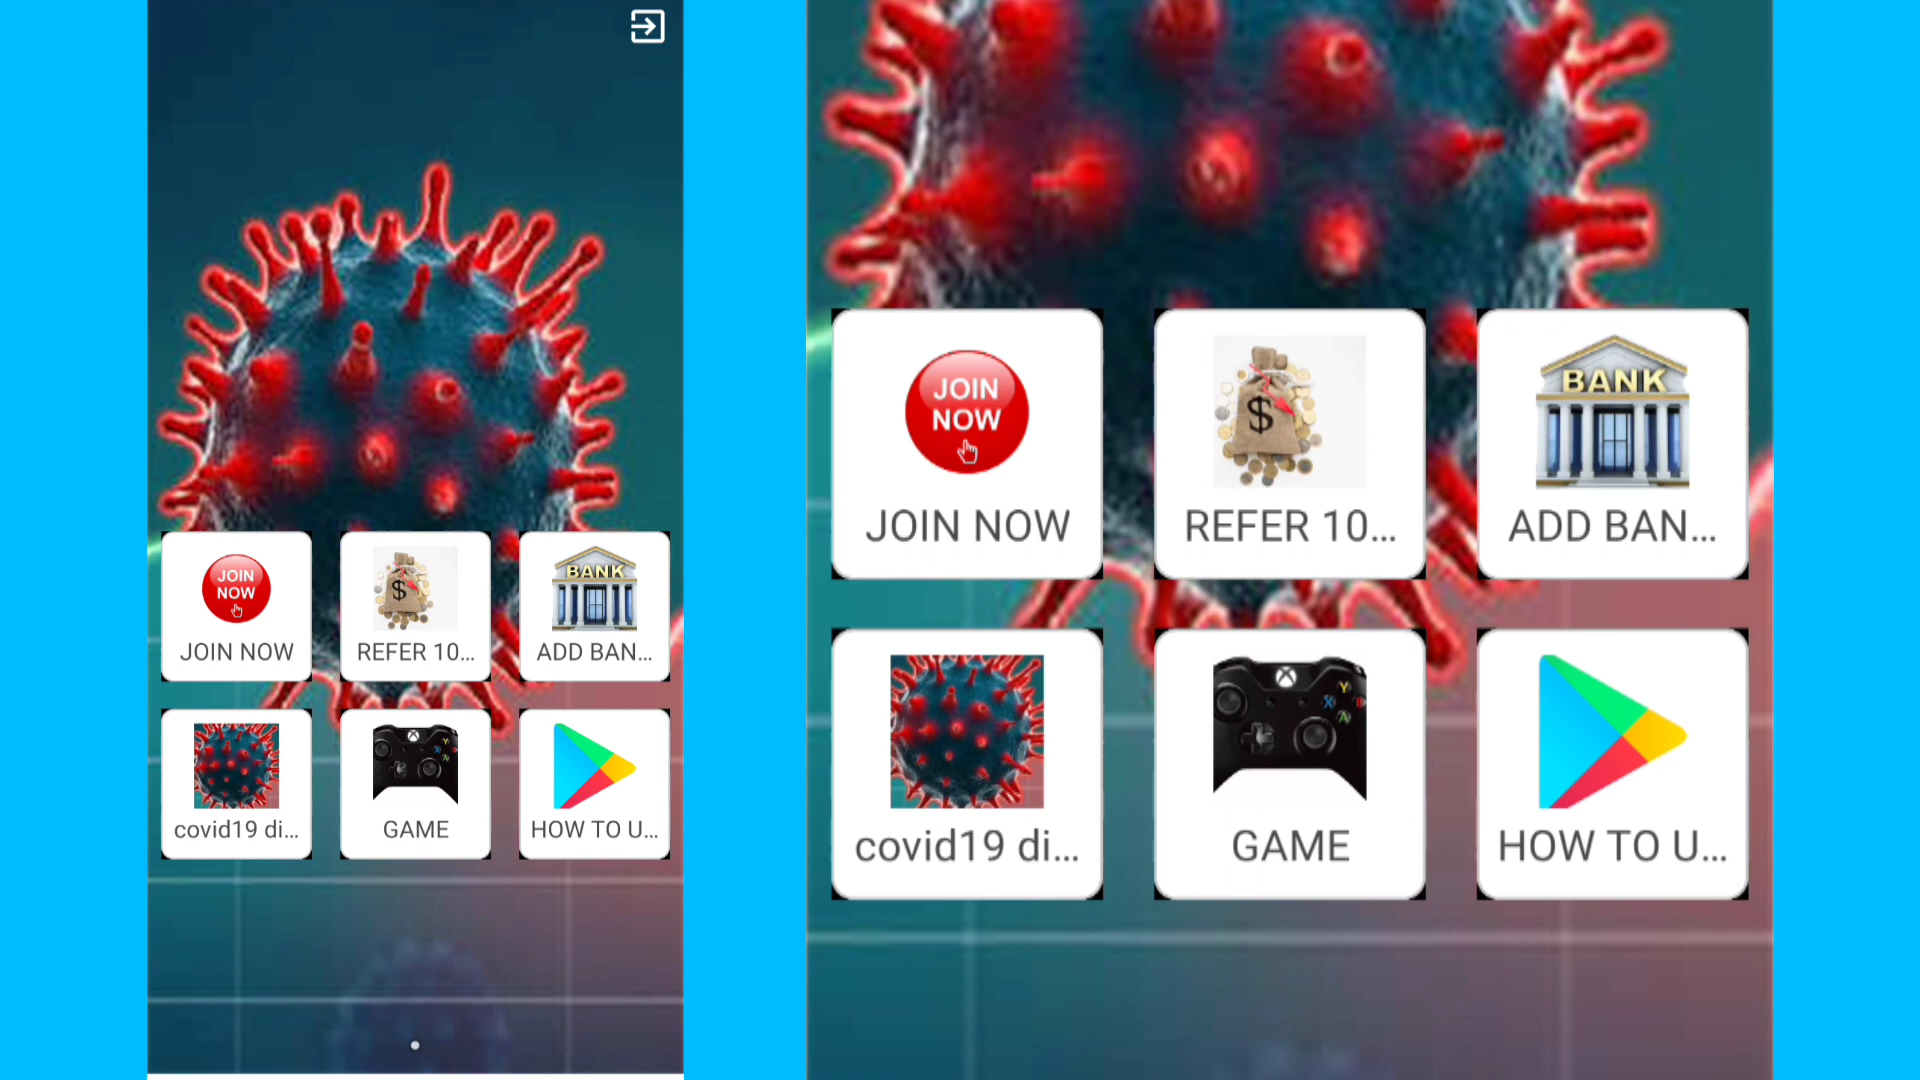 JOIN
NOW
BANK
JOIN NOW
REFER 10...
ADD BAN...
covid19 di...
GAME
HOW TO U...
JOIN
NOW
BANK
JOIN NOW
REFER 10...
ADD BAN...
Y
X
B
A
covid19 di...
GAME
HOW TO U...